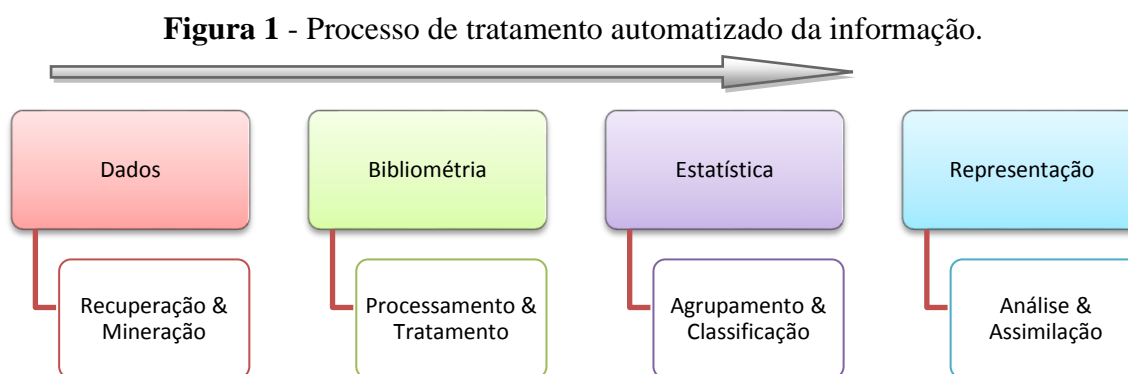 Figura 1 - Processo de tratamento automatizado da informação.
Dados
Bibliométria
Estatística
Representação
Recuperação &
Mineração
Processamento &
Tratamento
Agrupamento &
Classificação
Análise &
Assimilação